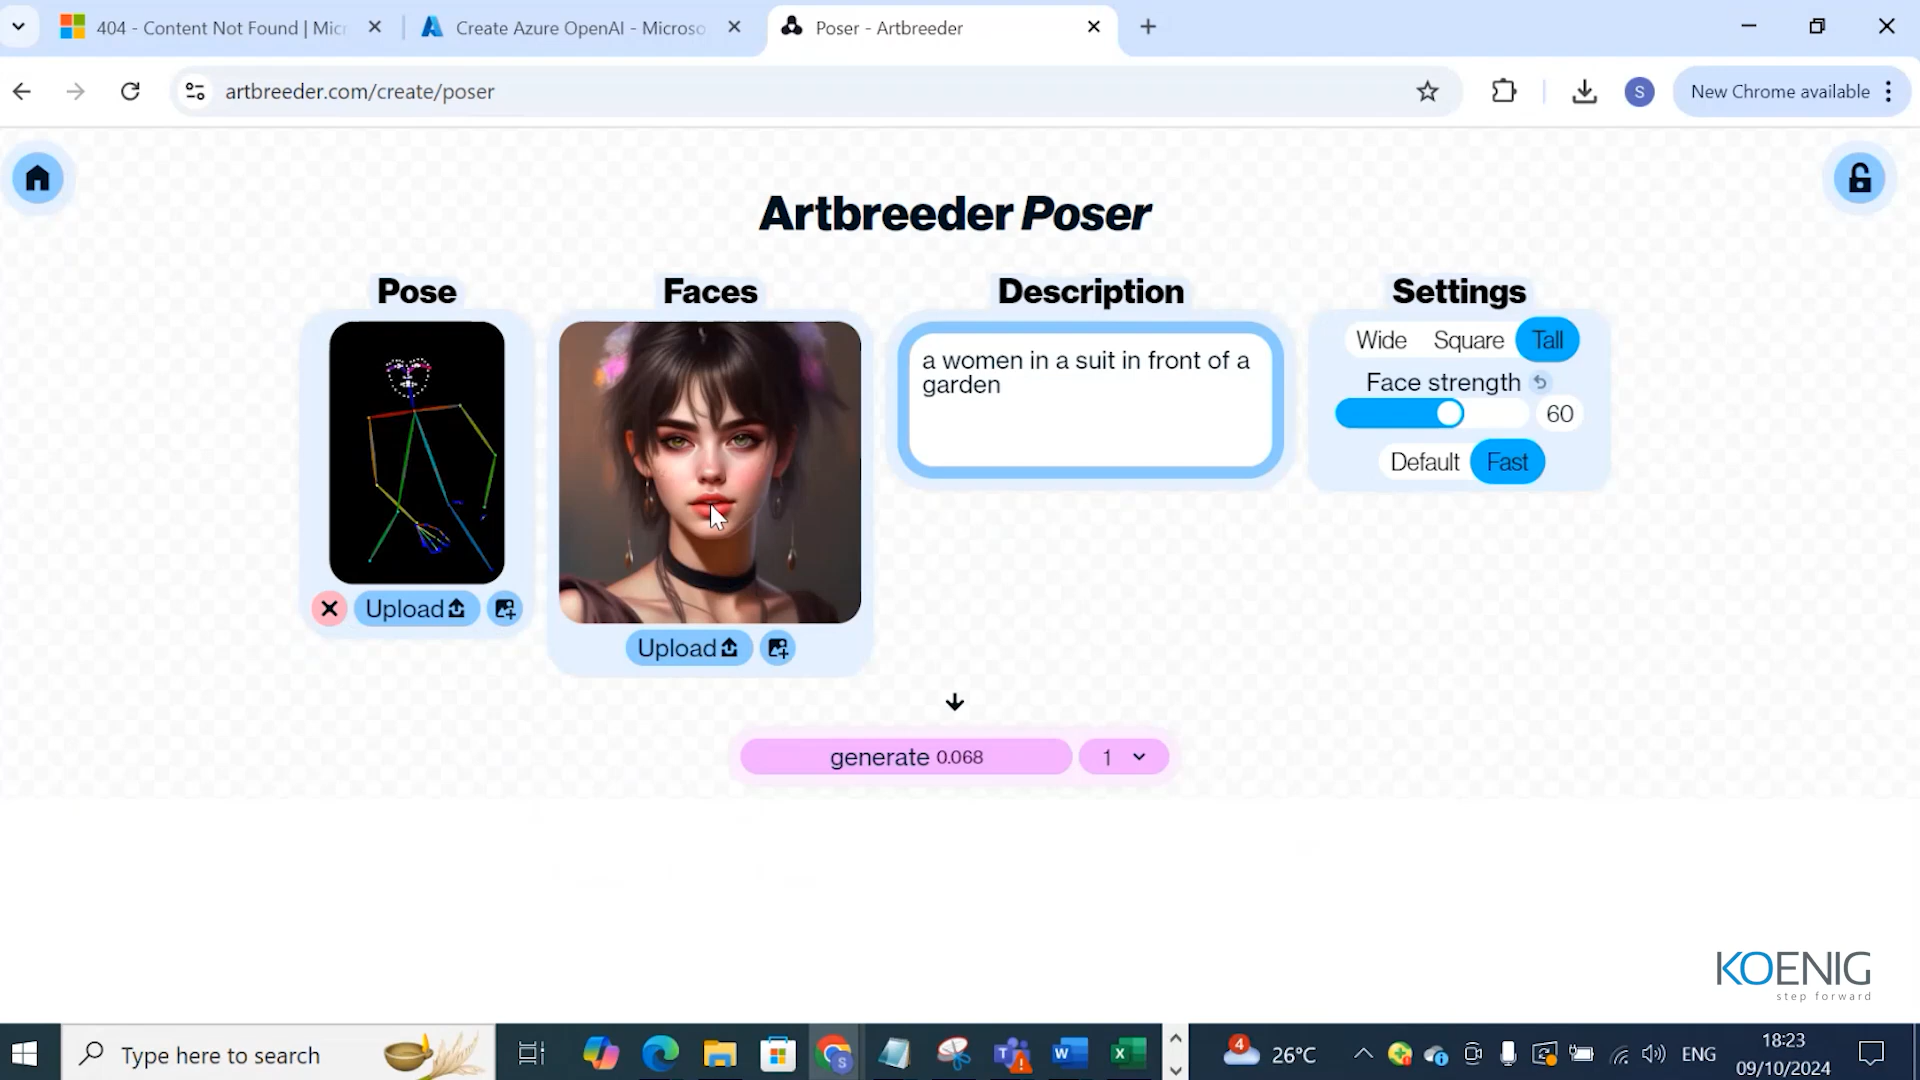 404 - Content Not Found | Micr
Create Azure OpenAI - Microso
Poser - Artbreeder
artbreeder.com/create/poser
S
New Chrome available
Artbreeder Poser
Pose
Faces
Description
Settings
a women in a suit in front of a
garden
Wide Square Tall
Face strength
60
Default Fast
Upload
Upload
generate 0.068
1
KOENIG
step forward
Type here to search
4
26°C
ENG
18:23
09/10/2024